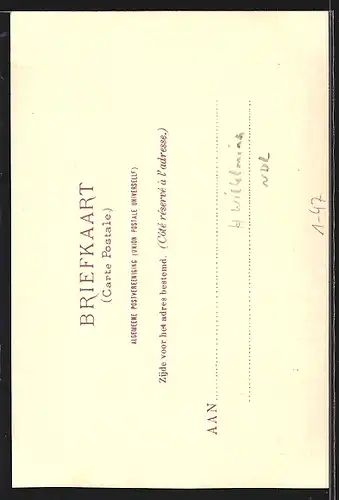 BRIEFKAART
(Carte Postale)
ALGEMEENE POSTVEREENIGING (UNION POSTALE UNIVERSELLE)
Zijde voor het adres bestemd. (Côté réservé à l'adresse.)
AAN
H Wilhelmina
NDL
1-47